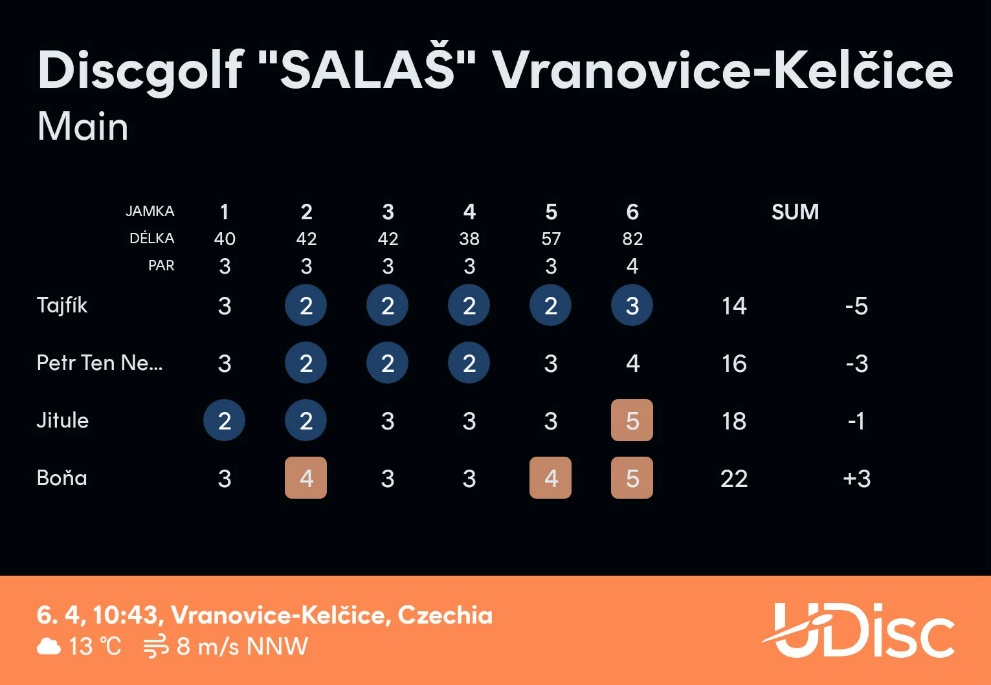 Discgolf "SALAŠ" Vranovice-Kelčice
Main
JAMKA 1 2 3 4 5 6 SUM
DÉLKA 40 42 42 38 57 82
PAR 3 3 3 3 3 4
Tajfík 3 2 2 2 2 3 14 -5
Petr Ten Ne... 3 2 2 2 3 4 16 -3
Jitule 2 2 3 3 3 5 18 -1
Boňa 3 4 3 3 4 5 22 +3
6. 4, 10:43, Vranovice-Kelčice, Czechia
13 °C 8 m/s NNW
UDisc